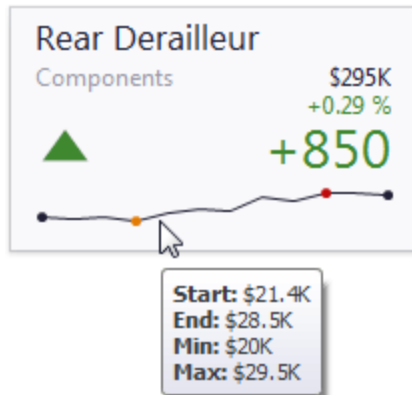 Rear Derailleur
Components $295K
+0.29 %
+850
Start: $21.4K
End: $28.5K
Min: $20K
Max: $29.5K